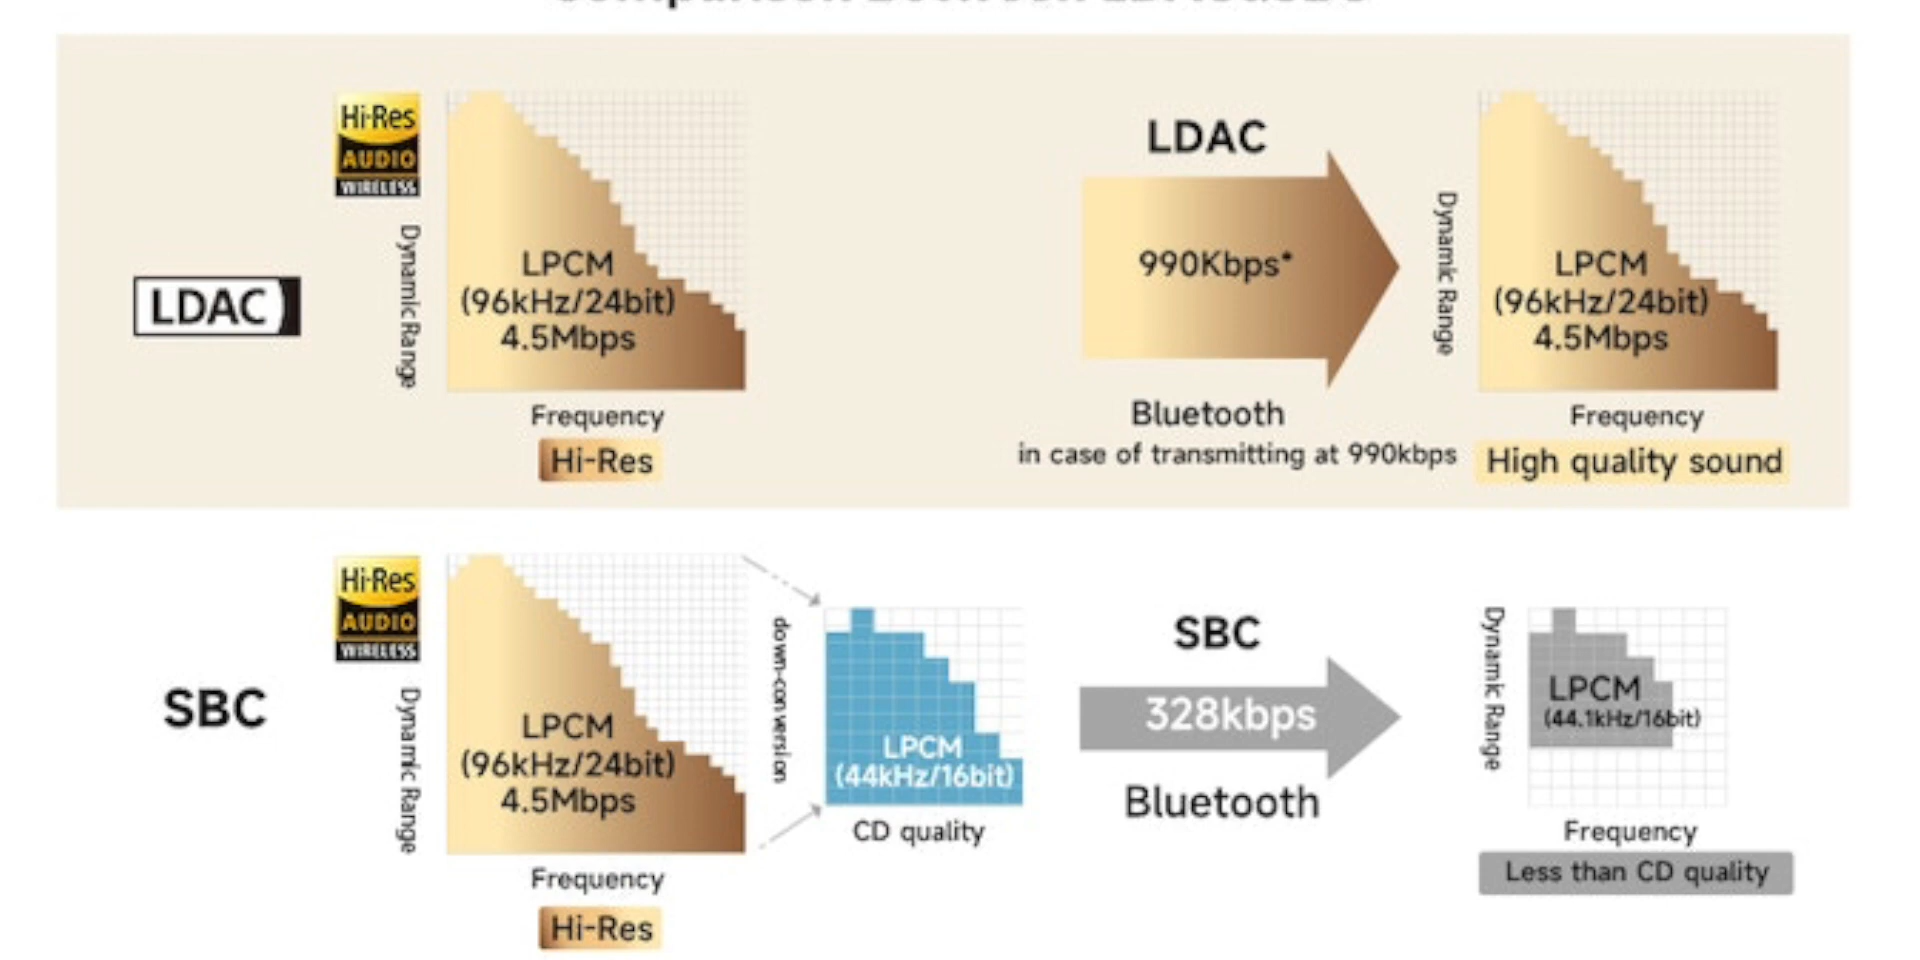 Hi-Res
AUDIO
WIRELESS
LDAC
Dynamic Range
LPCM
(96kHz/24bit)
4.5Mbps
Frequency
Hi-Res
LDAC
990Kbps*
Bluetooth
in case of transmitting at 990kbps
Dynamic Range
LPCM
(96kHz/24bit)
4.5Mbps
Frequency
High quality sound
SBC
Hi-Res
AUDIO
WIRELESS
Dynamic Range
LPCM
(96kHz/24bit)
4.5Mbps
Frequency
Hi-Res
down-conversion
LPCM
(44kHz/16bit)
CD quality
SBC
328kbps
Bluetooth
Dynamic Range
LPCM
(44.1kHz/16bit)
Frequency
Less than CD quality